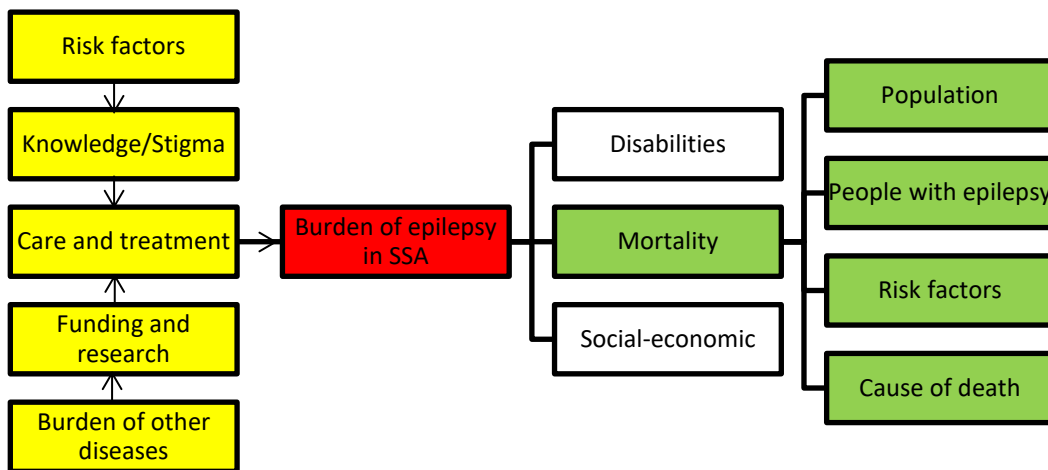 Risk factors
Knowledge/Stigma
Care and treatment
Funding and
research
Burden of other
diseases
Burden of epilepsy
in SSA
Disabilities
Mortality
Social-economic
Population
People with epilepsy
Risk factors
Cause of death